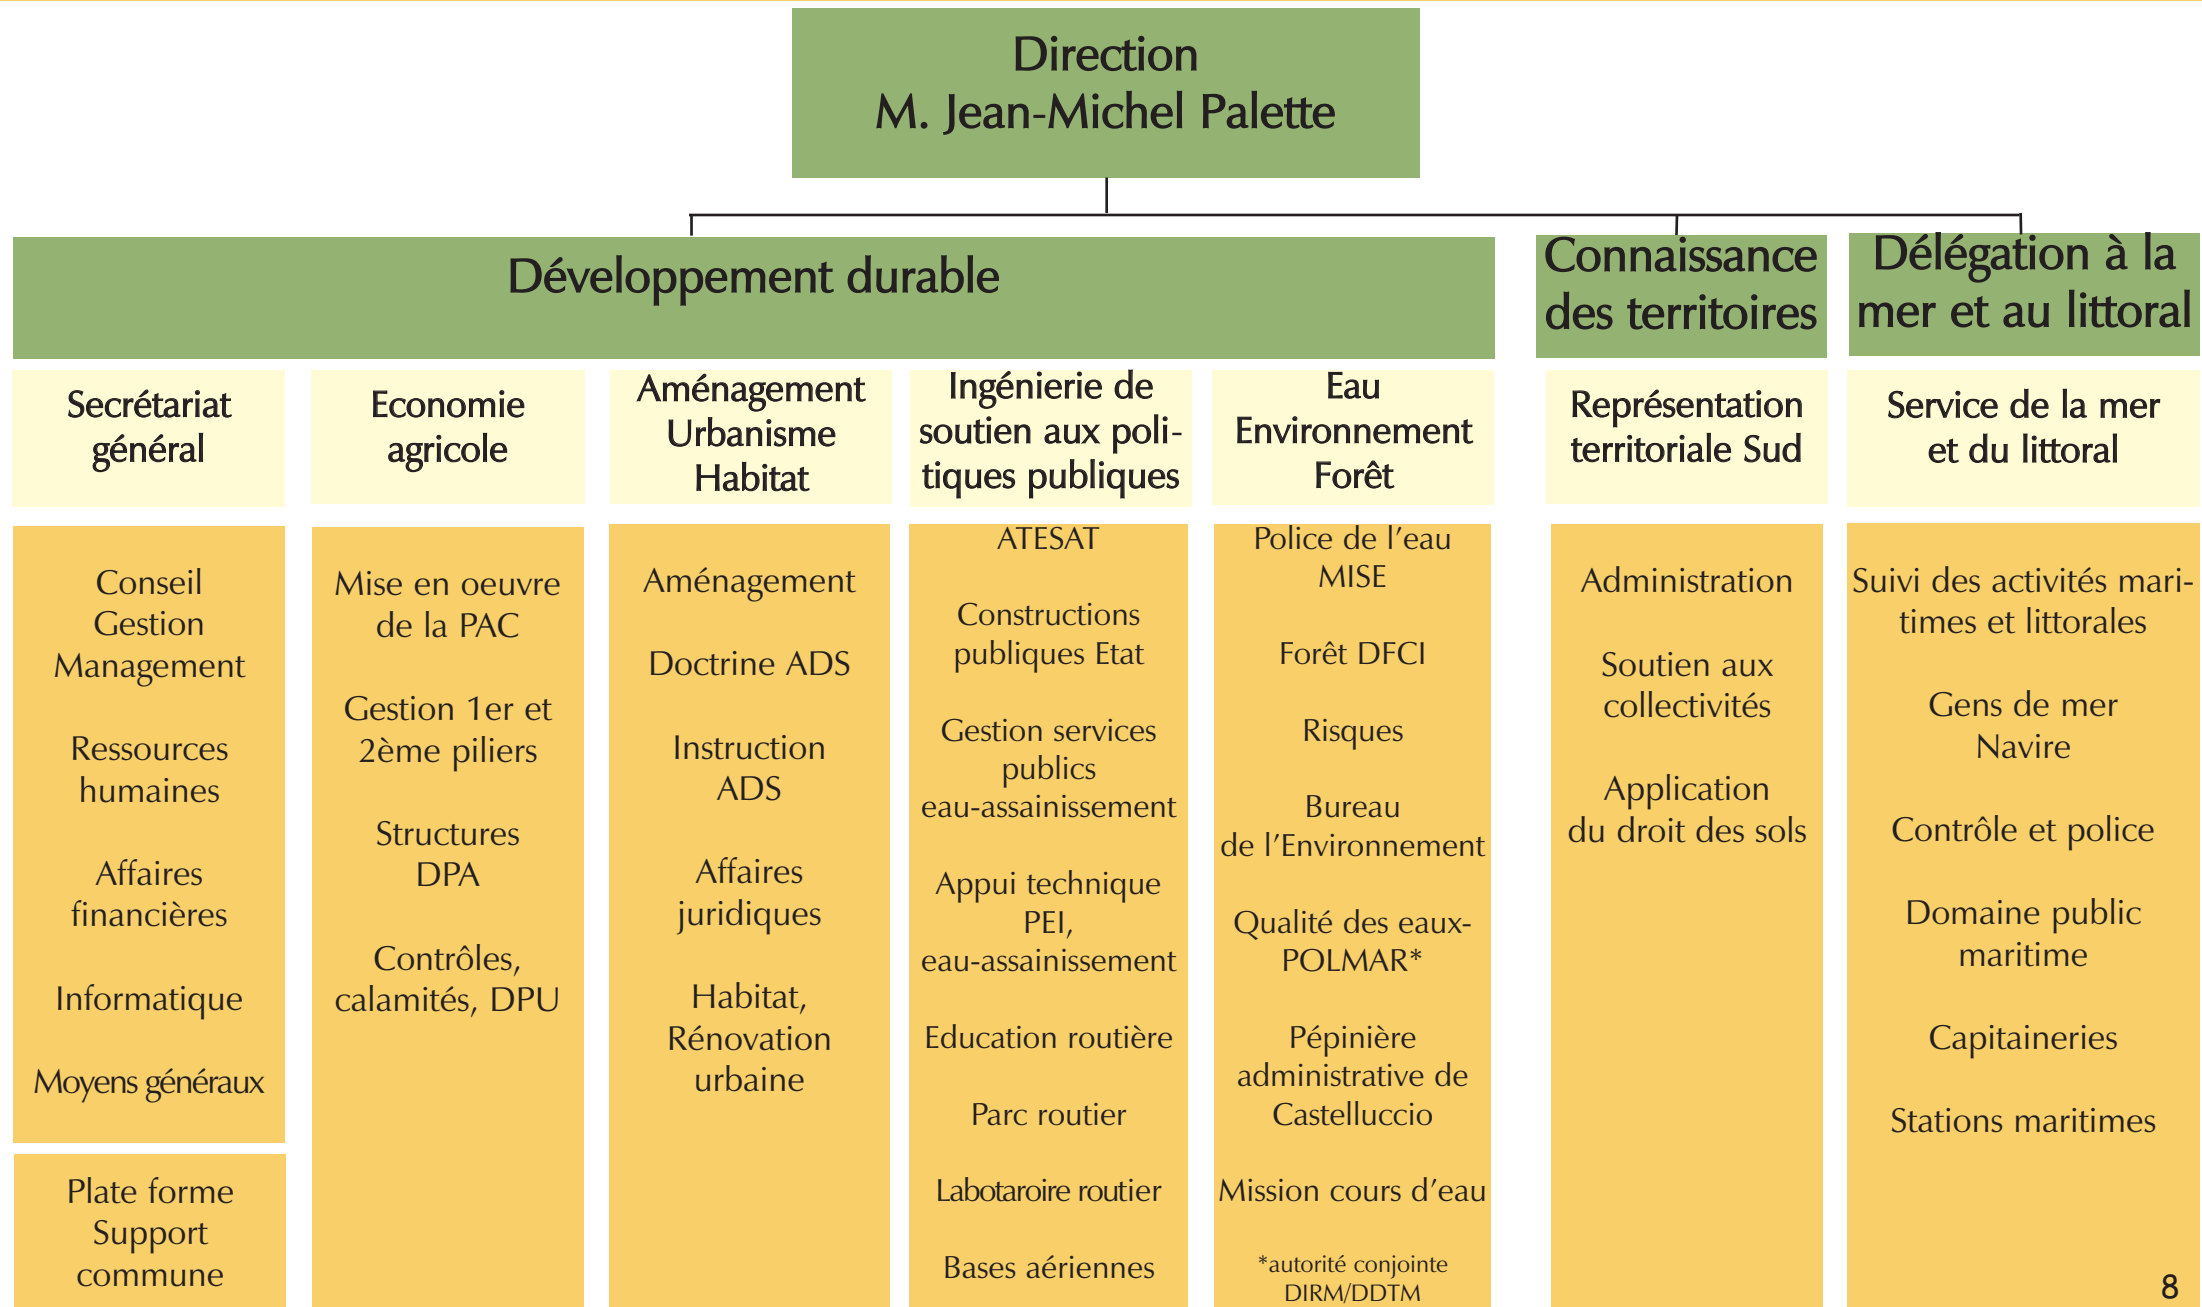 Direction
M. Jean-Michel Palette
Développement durable
Connaissance
des territoires
Délégation à la
mer et au littoral
Secrétariat
général
Economie
agricole
Aménagement
Urbanisme
Habitat
Ingénierie de
soutien aux poli-
tiques publiques
Eau
Environnement
Forêt
Représentation
territoriale Sud
Service de la mer
et du littoral
Conseil
Gestion
Management
Ressources
humaines
Affaires
financières
Informatique
Moyens généraux
Plate forme
Support
commune
Mise en oeuvre
de la PAC
Gestion 1er et
2ème piliers
Structures
DPA
Contrôles,
calamités, DPU
Aménagement
Doctrine ADS
Instruction
ADS
Affaires
juridiques
Habitat,
Rénovation
urbaine
ATESAT
Constructions
publiques Etat
Gestion services
publics
eau-assainissement
Appui technique
PEI,
eau-assainissement
Education routière
Parc routier
Labotaroire routier
Bases aériennes
Police de l'eau
MISE
Forêt DFCI
Risques
Bureau
de l'Environnement
Qualité des eaux-
POLMAR*
Pépinière
administrative de
Castelluccio
Mission cours d'eau
*autorité conjointe
DIRM/DDTM
Administration
Soutien aux
collectivités
Application
du droit des sols
Suivi des activités mari-
times et littorales
Gens de mer
Navire
Contrôle et police
Domaine public
maritime
Capitaineries
Stations maritimes
8